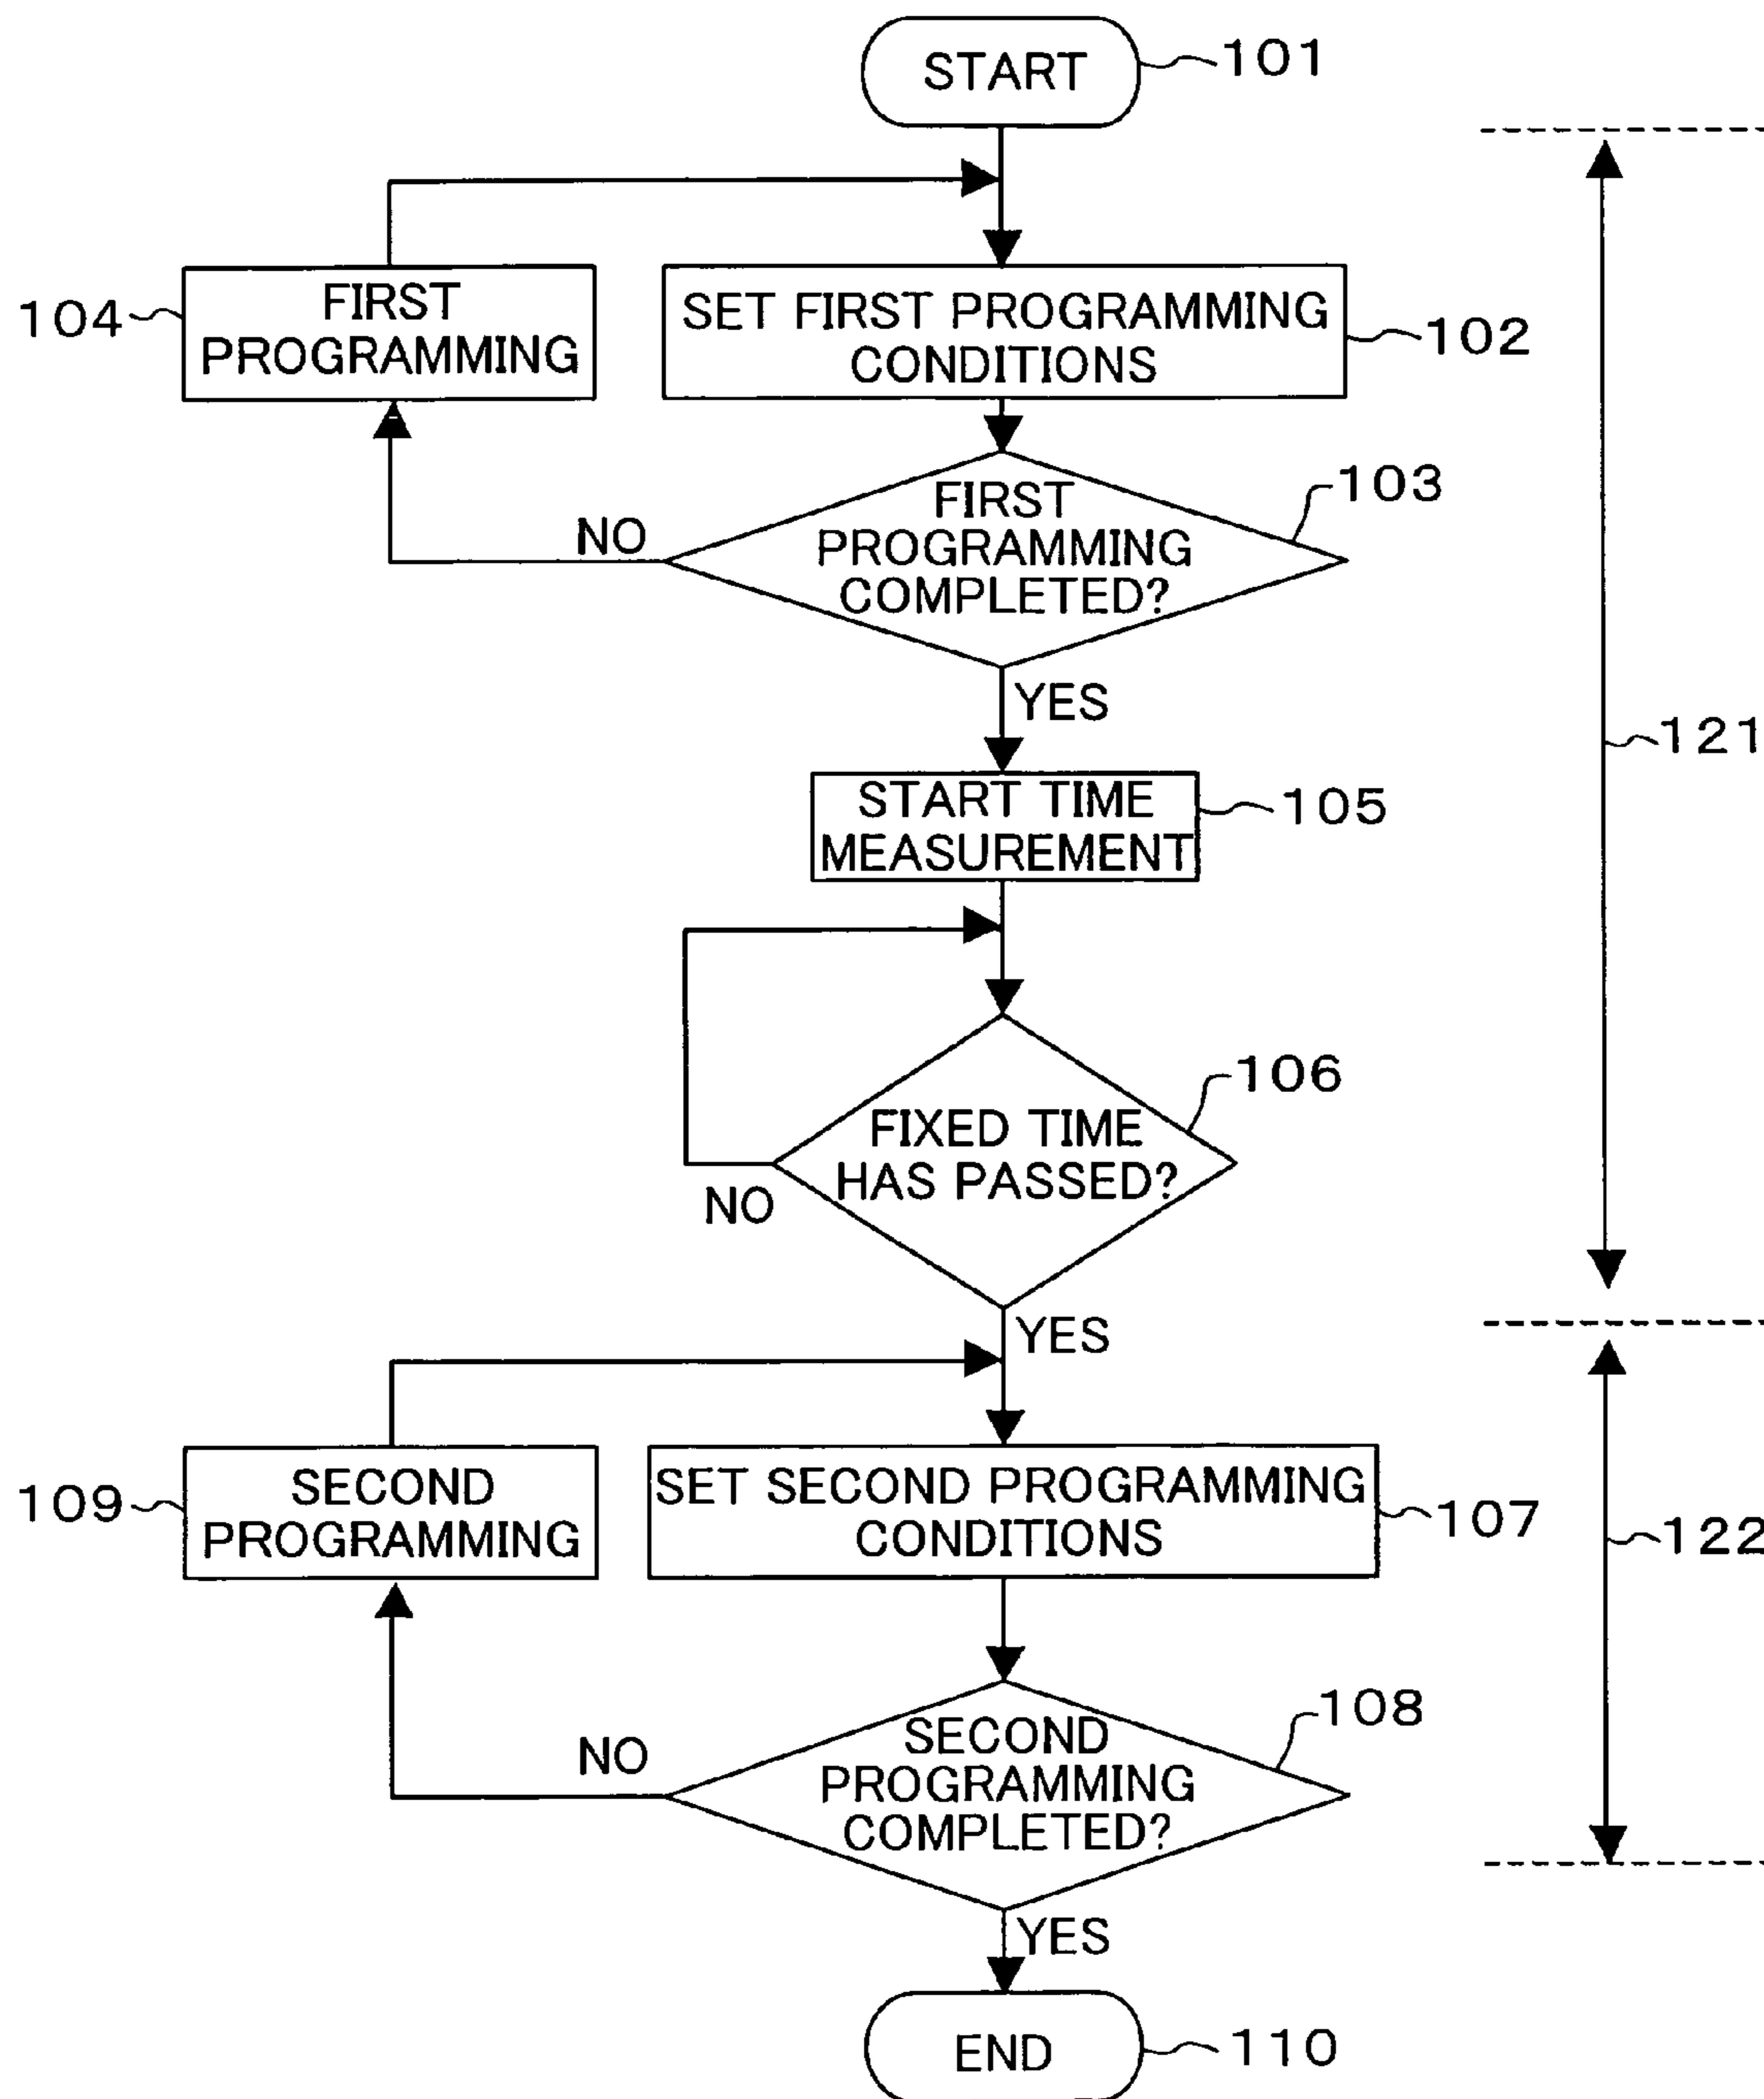 START
101
FIRST
PROGRAMMING
104
SET FIRST PROGRAMMING
CONDITIONS
102
FIRST
PROGRAMMING
COMPLETED?
103
NO
YES
121
START TIME
MEASUREMENT
105
FIXED TIME
HAS PASSED?
106
NO
YES
SECOND
PROGRAMMING
109
SET SECOND PROGRAMMING
CONDITIONS
107
122
SECOND
PROGRAMMING
COMPLETED?
108
NO
YES
END
110